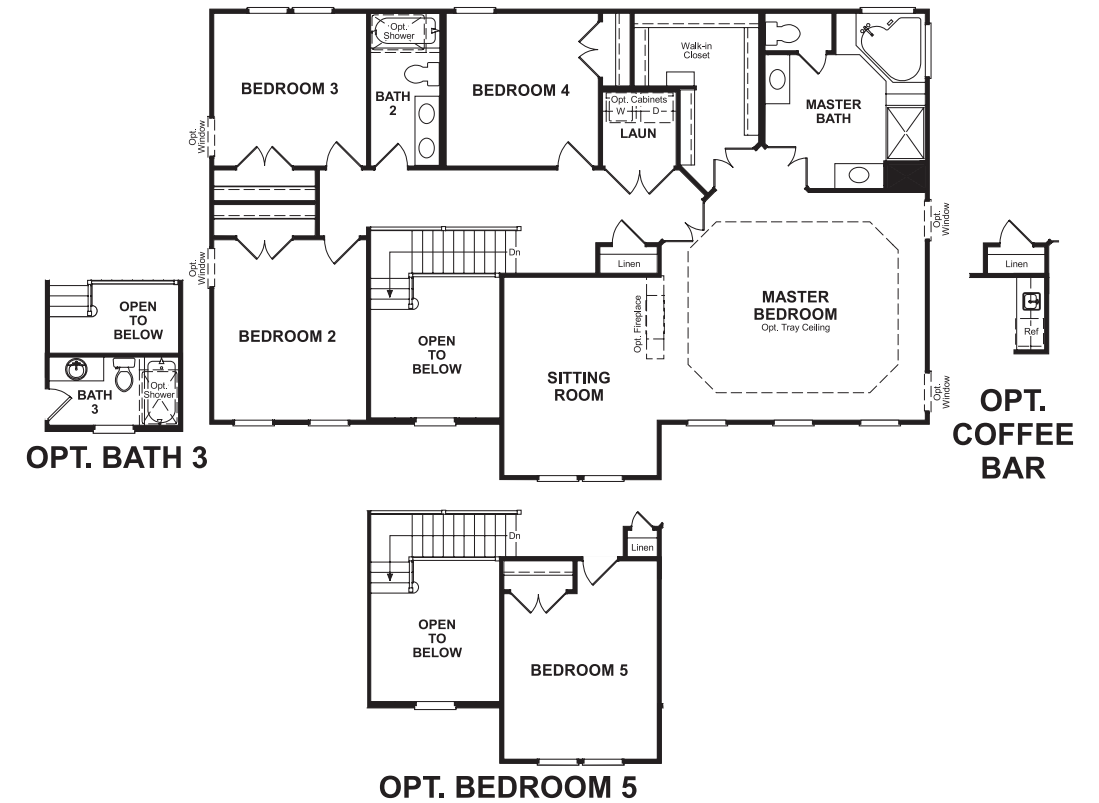 Opt.
Shower
BEDROOM 3
BATH
2
BEDROOM 4
Walk-in
Closet
Opt. Cabinets
W D
LAUN
MASTER
BATH
Opt.
Window
Opt.
Window
Opt.
Window
Opt.
Window
Dn
Linen
BEDROOM 2
OPEN
TO
BELOW
Opt. Fireplace
SITTING
ROOM
MASTER
BEDROOM
Opt. Tray Ceiling
OPEN
TO
BELOW
BATH
3
Opt.
Shower
OPT. BATH 3
Linen
Ref
OPT.
COFFEE
BAR
Dn
Linen
OPEN
TO
BELOW
BEDROOM 5
OPT. BEDROOM 5